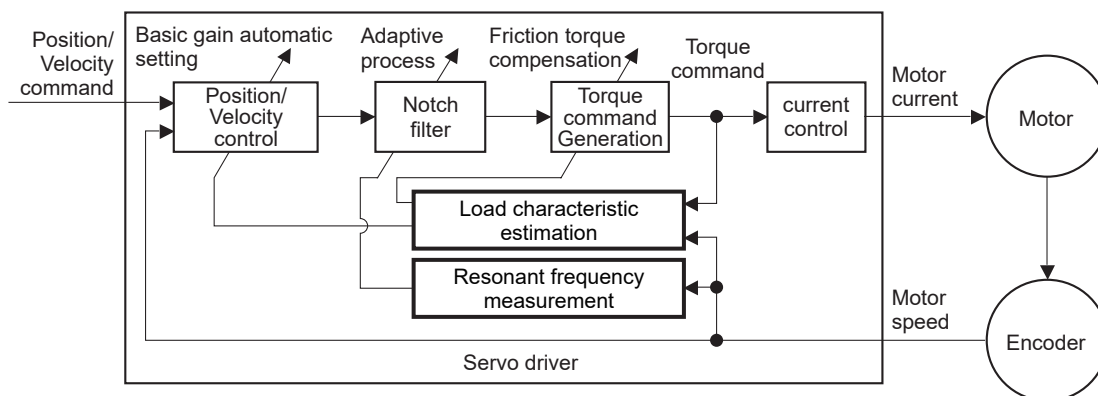 Position/
Velocity
command
Basic gain automatic
setting
Adaptive
process
Friction torque
compensation
Torque
command
Motor
current
Position/
Velocity
control
Notch
filter
Torque
command
Generation
current
control
Motor
Load characteristic
estimation
Resonant frequency
measurement
Motor
speed
Encoder
Servo driver